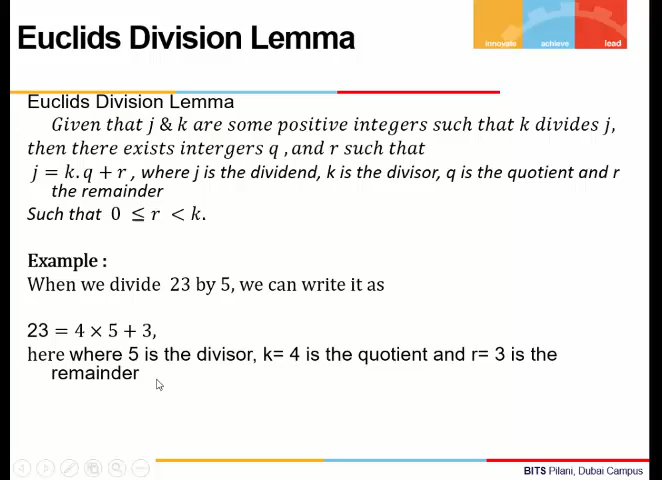 Euclids Division Lemma
innovate achieve lead
Euclids Division Lemma
Given that j & k are some positive integers such that k divides j,
then there exists intergers q ,and r such that
j = k. q + r , where j is the dividend, k is the divisor, q is the quotient and r
the remainder
Such that 0 ≤ r < k.
Example :
When we divide 23 by 5, we can write it as
23 = 4 × 5 + 3,
here where 5 is the divisor, k= 4 is the quotient and r= 3 is the
remainder
BITS Pilani, Dubai Campus